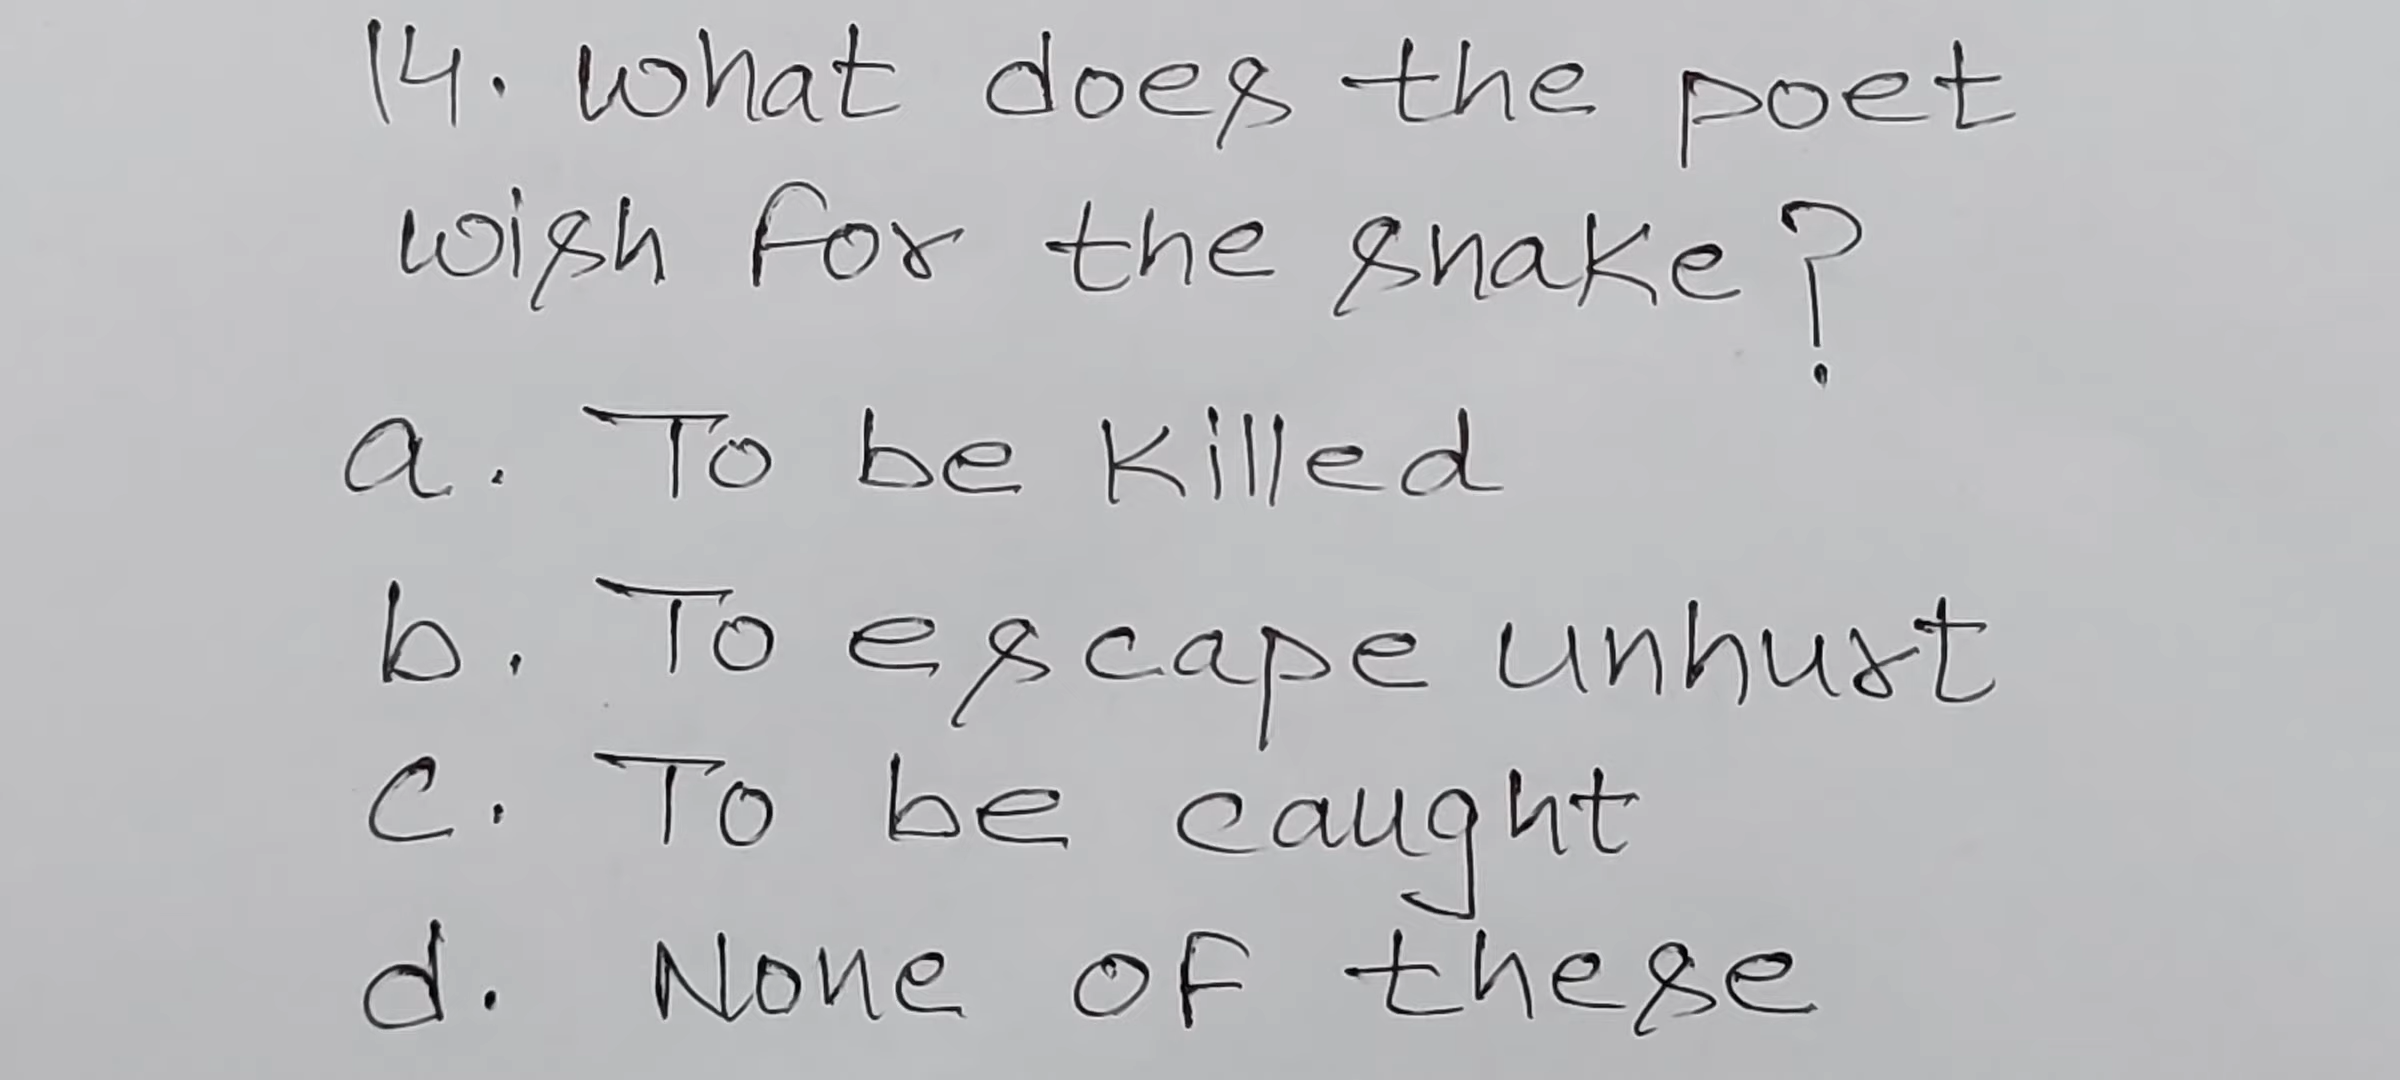 14. What does the poet
wish for the snake?
a. To be killed
b. To escape unhurt
c. To be caught
d. None of these